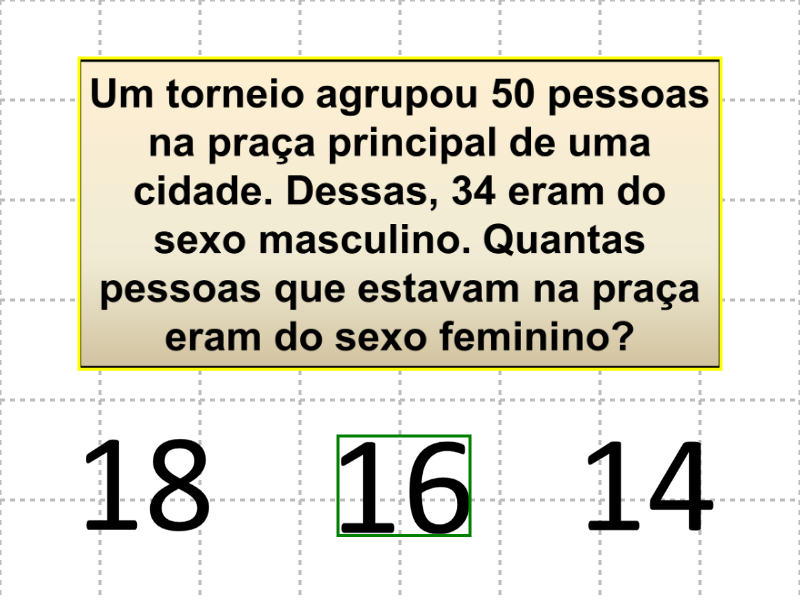 Um torneio agrupou 50 pessoas
na praça principal de uma
cidade. Dessas, 34 eram do
sexo masculino. Quantas
pessoas que estavam na praça
eram do sexo feminino?
18 16 14